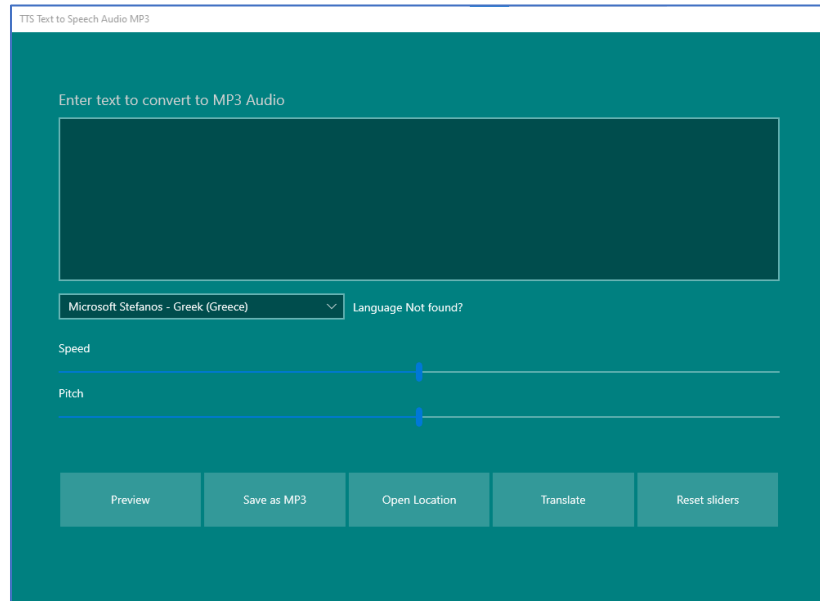 TTS Text to Speech Audio MP3
Enter text to convert to MP3 Audio
Microsoft Stefanos - Greek (Greece) Language Not found?
Speed
Pitch
Preview Save as MP3 Open Location Translate Reset sliders